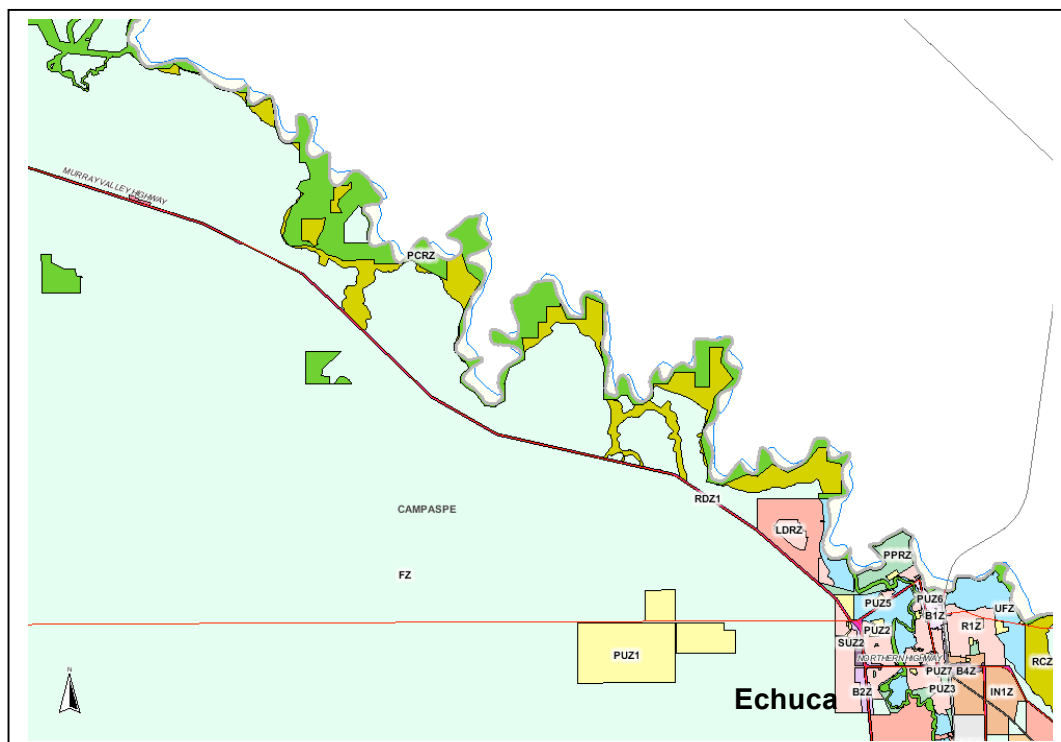 MURRAY VALLEY HIGHWAY
PCRZ
RDZ1
CAMPASPE
LDRZ
FZ
PPRZ
PUZ5
PUZ6
UFZ
B1Z
PUZ2
R1Z
SUZ2
NORTHERN HIGHWAY
PUZ1
RCZ
PUZ7
B4Z
PUZ3
B2Z
IN1Z
Echuca
N